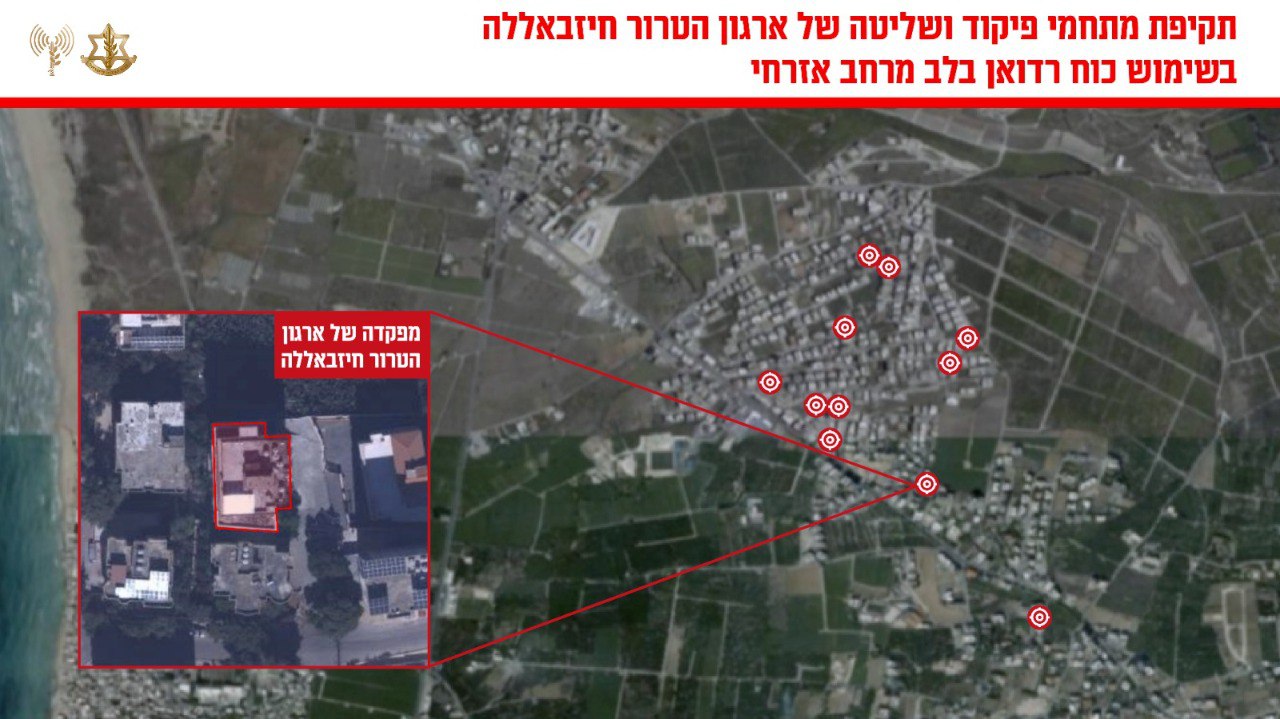 תקיפת מתחמי פיקוד ושליטה של ארגון הטרור חיזבאללה
בשימוש כוח רדואן בלב מרחב אזרחי
מפקדה של ארגון
הטרור חיזבאללה